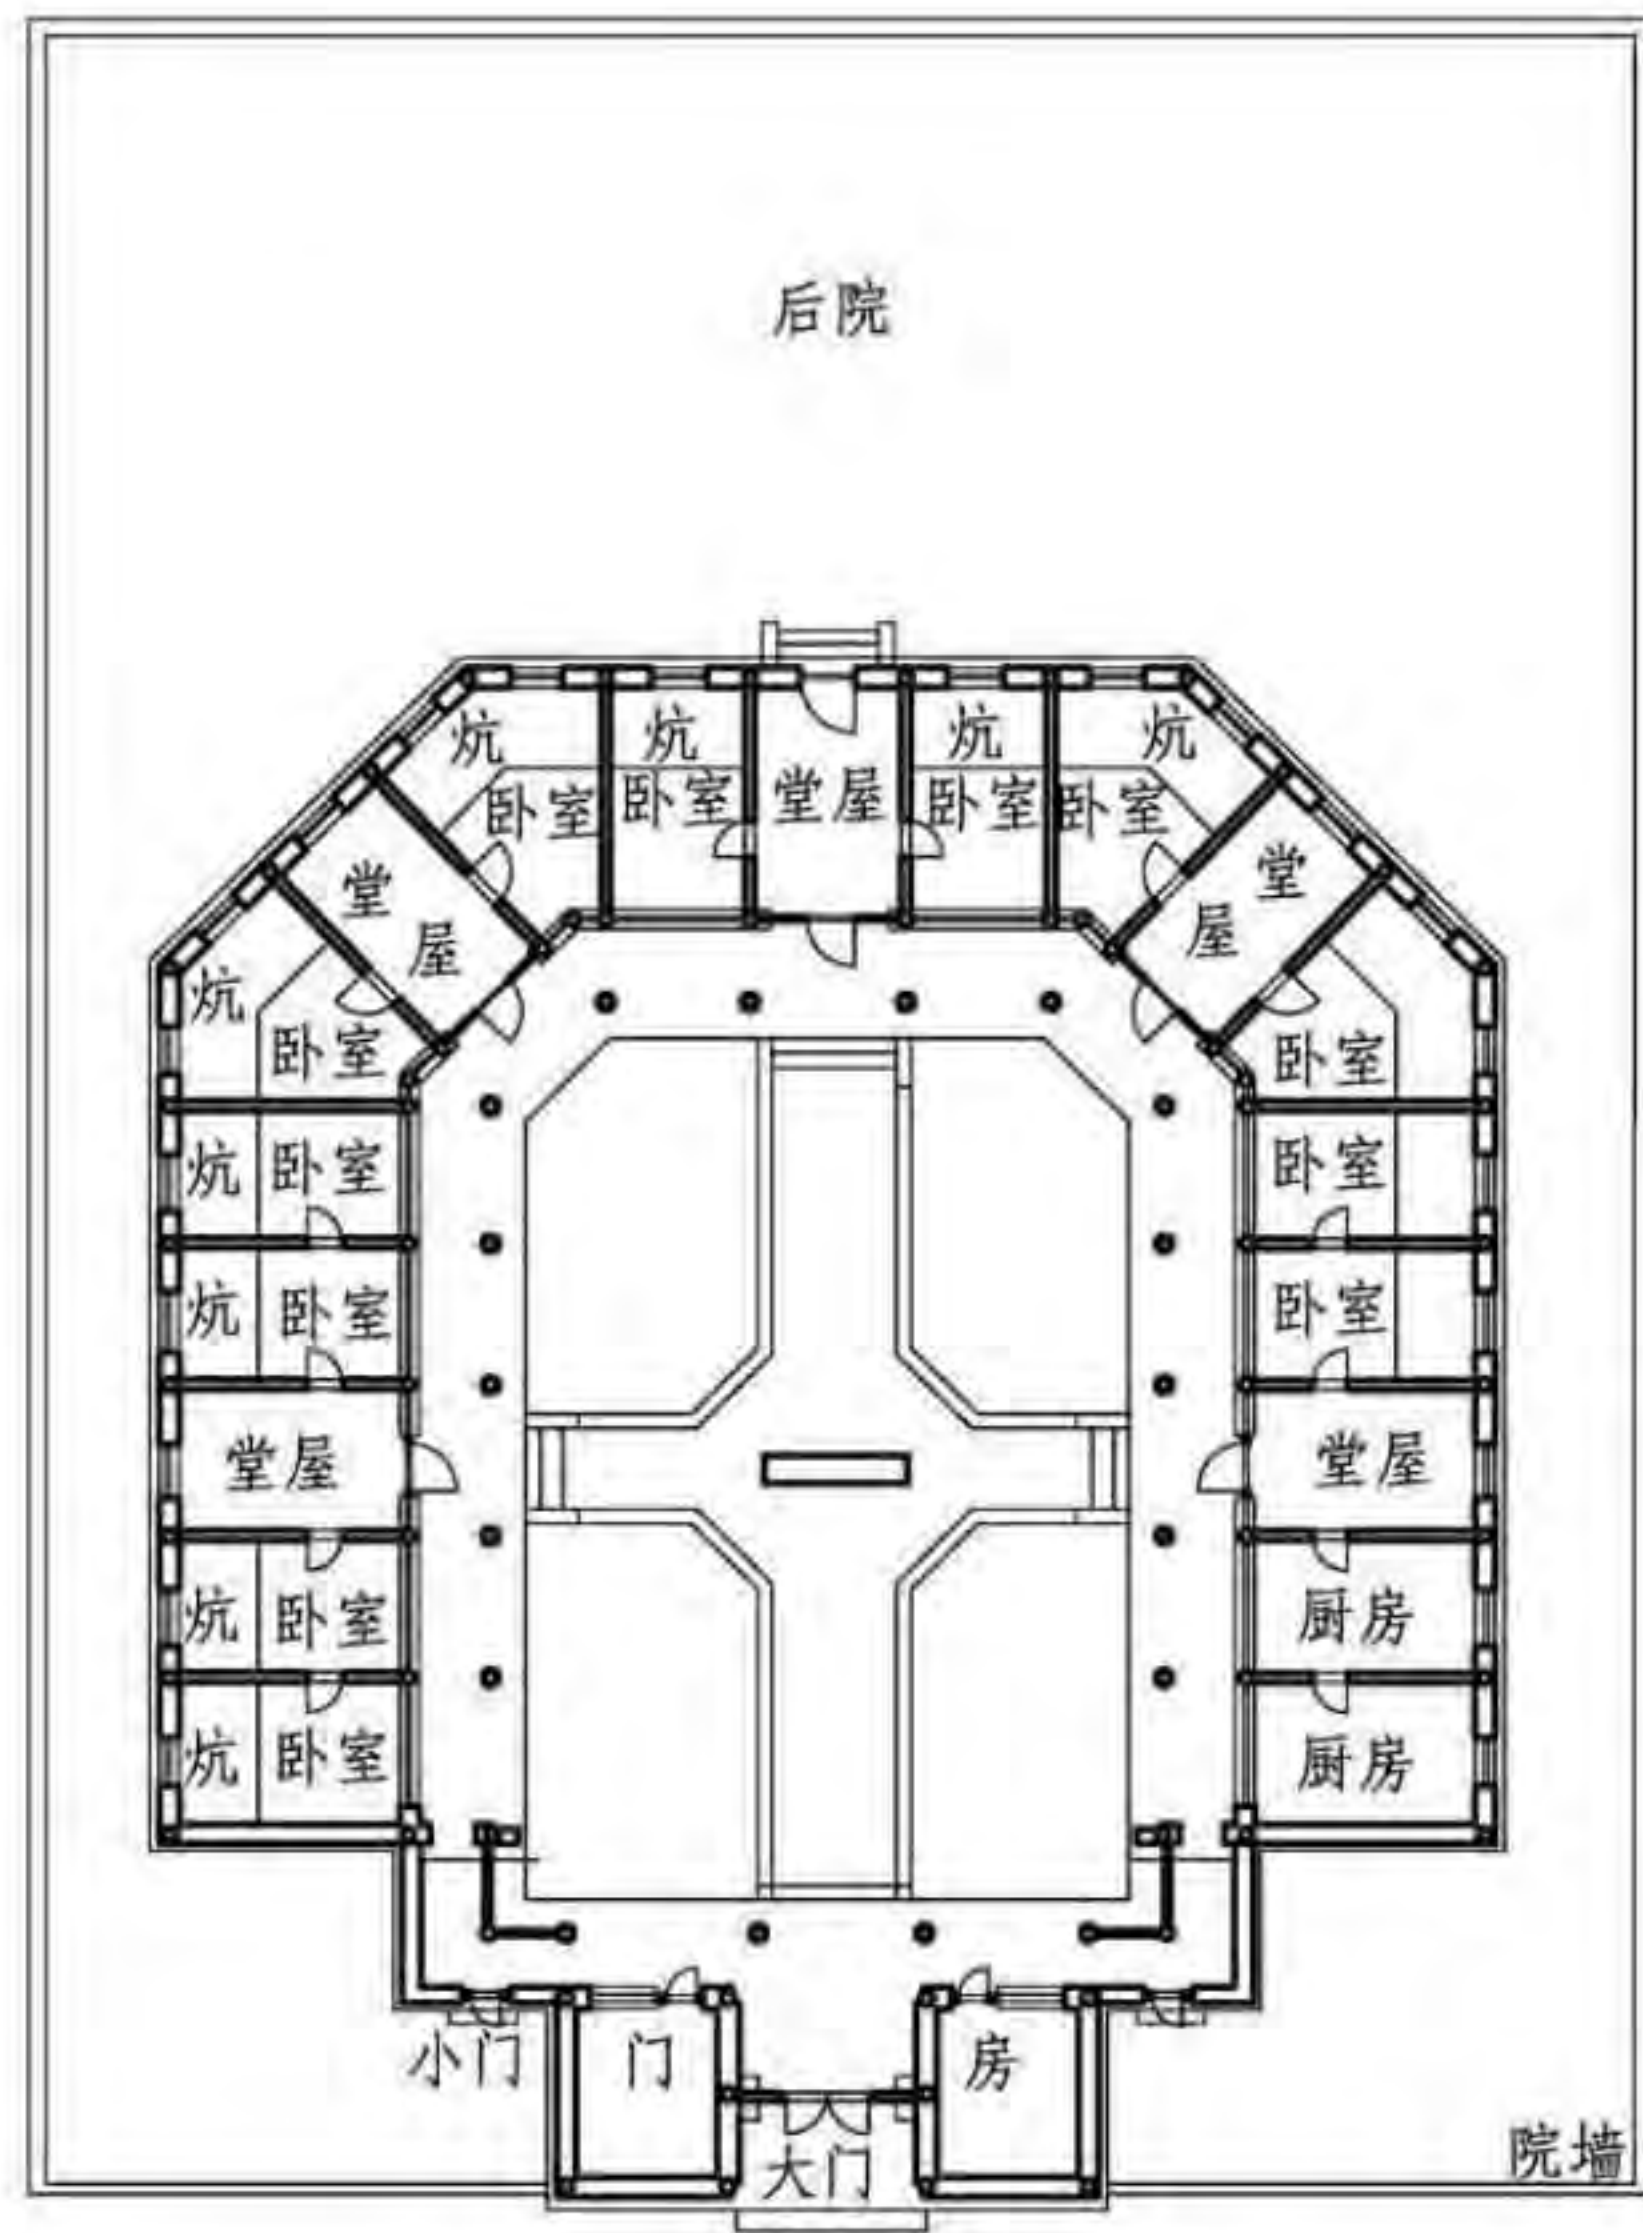 后院
炕 炕 炕 炕
卧室 卧室 堂屋 卧室 卧室
堂屋 堂屋
炕 卧室 卧室
炕 卧室 卧室
炕 卧室 卧室
堂屋 堂屋
炕 卧室 厨房
炕 卧室 厨房
小门 门 房
大门 院墙